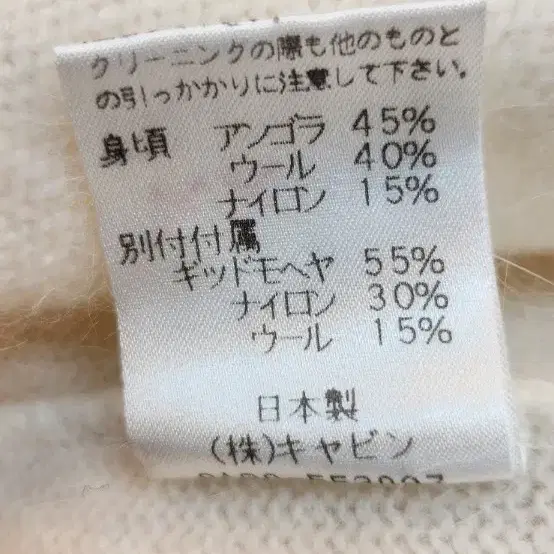 クリーニングの際も他のものと
の引っかかりに注意して下さい。
身頃 アンゴラ 45%
ウール 40%
ナイロン 15%
別付付属
キッドモヘヤ 55%
ナイロン 30%
ウール 15%
日本製
(株)キャビン